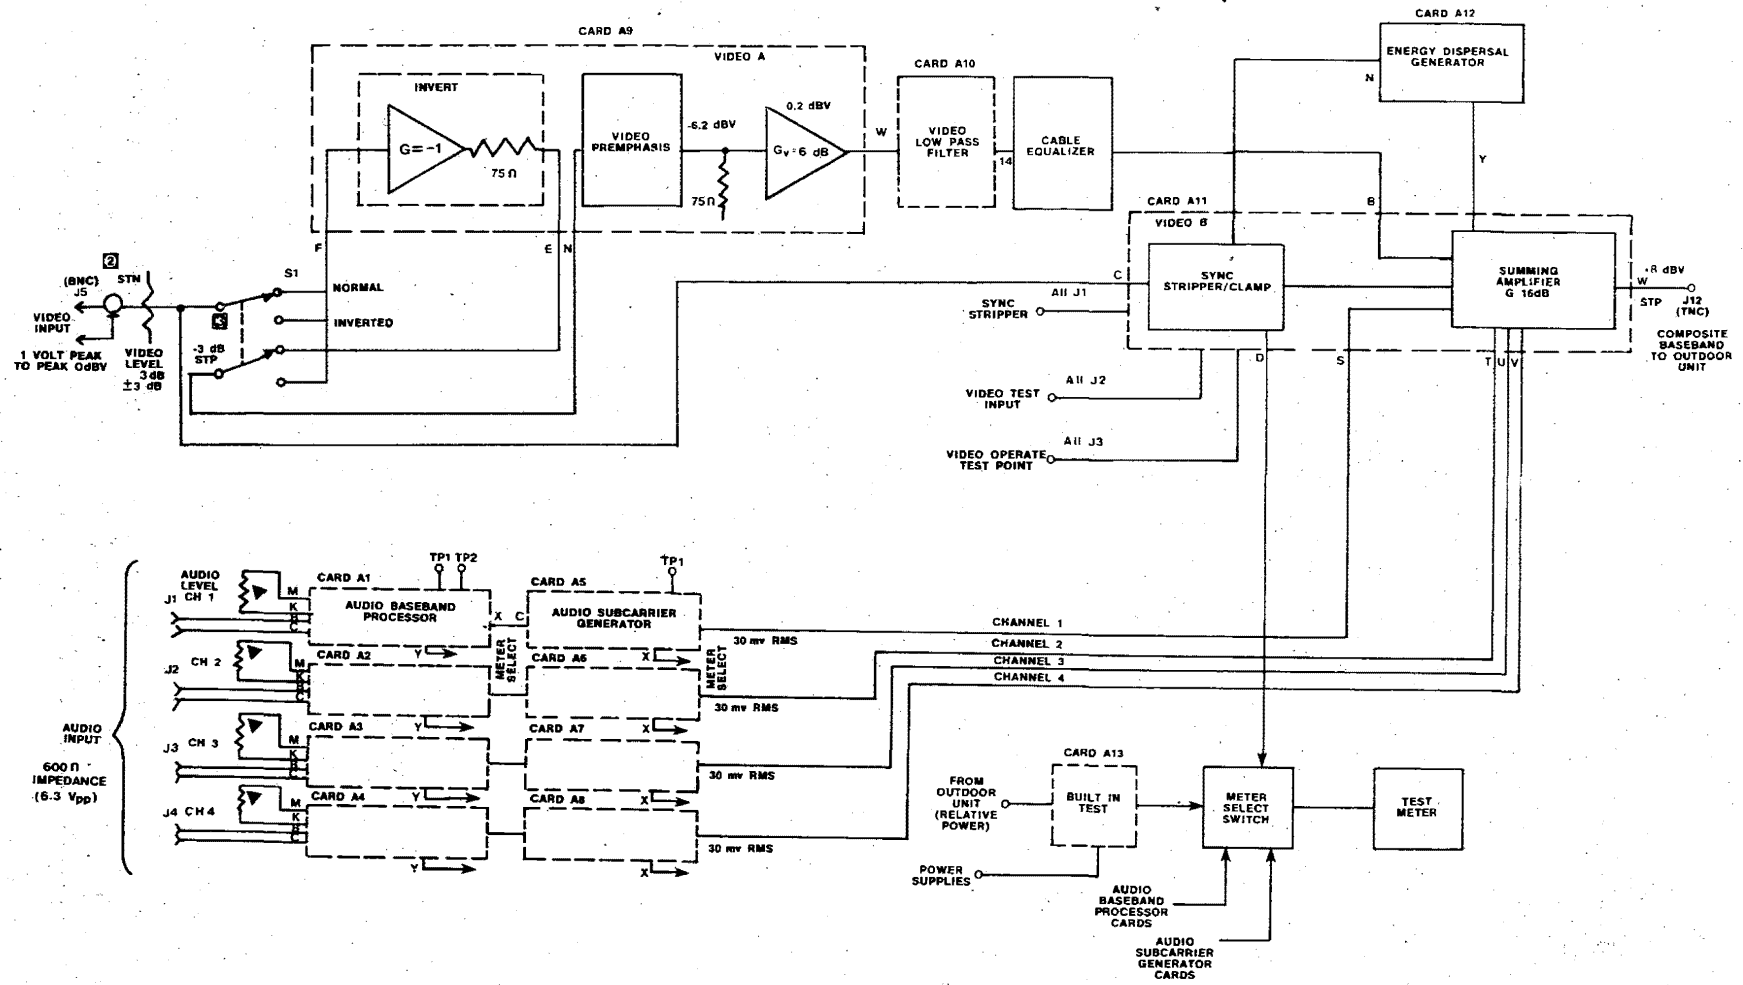 CARD A9
VIDEO A
INVERT
G=-1
75Ω
VIDEO
PREMPHASIS
-6.2 dBV
75Ω
0.2 dBV
Gv=6 dB
W
CARD A10
VIDEO
LOW PASS
FILTER
14
CABLE
EQUALIZER
CARD A12
ENERGY DISPERSAL
GENERATOR
N
Y
B
CARD A11
VIDEO B
F
E
N
C
SYNC
STRIPPER/CLAMP
SUMMING
AMPLIFIER
G 16dB
+8 dBV
W
STP
J12
(TNC)
COMPOSITE
BASEBAND
TO OUTDOOR
UNIT
2
(BNC)
J5
STN
VIDEO
INPUT
1 VOLT PEAK
TO PEAK 0dBV
VIDEO
LEVEL
3dB
±3 dB
S1
NORMAL
INVERTED
-3 dB
STP
A11 J1
SYNC
STRIPPER
A11 J2
VIDEO TEST
INPUT
A11 J3
VIDEO OPERATE
TEST POINT
D
S
T
U
V
AUDIO
INPUT
600Ω
IMPEDANCE
(6.3 Vpp)
AUDIO
LEVEL
CH 1
J1
M
K
B
C
CARD A1
TP1 TP2
AUDIO BASEBAND
PROCESSOR
Y
X
C
METER
SELECT
CARD A5
TP1
AUDIO SUBCARRIER
GENERATOR
X
METER
SELECT
30 mv RMS
CHANNEL 1
J2
CH 2
M
K
B
C
CARD A2
Y
CARD A6
X
30 mv RMS
CHANNEL 2
J3
CH 3
M
K
B
C
CARD A3
Y
CARD A7
X
30 mv RMS
CHANNEL 3
J4
CH4
M
K
B
C
CARD A4
Y
CARD A8
X
30 mv RMS
CHANNEL 4
FROM
OUTDOOR
UNIT
(RELATIVE
POWER)
CARD A13
BUILT IN
TEST
POWER
SUPPLIES
METER
SELECT
SWITCH
TEST
METER
AUDIO
BASEBAND
PROCESSOR
CARDS
AUDIO
SUBCARRIER
GENERATOR
CARDS